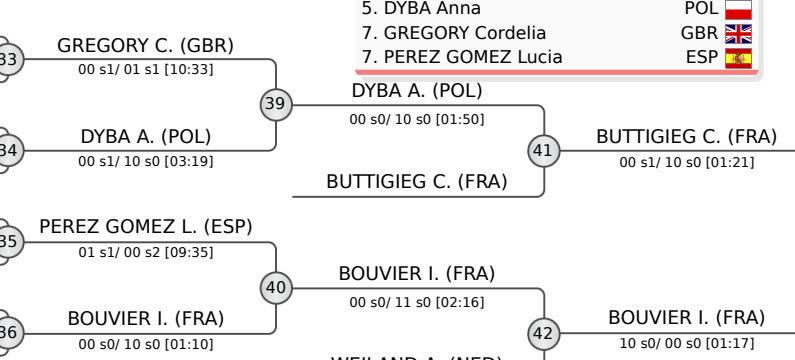 5. DYBA Anna POL
7. GREGORY Cordelia GBR
7. PEREZ GOMEZ Lucia ESP
33
GREGORY C. (GBR)
00 s1/ 01 s1 [10:33]
39
DYBA A. (POL)
00 s0/ 10 s0 [01:50]
34
DYBA A. (POL)
00 s1/ 10 s0 [03:19]
41
BUTTIGIEG C. (FRA)
00 s1/ 10 s0 [01:21]
BUTTIGIEG C. (FRA)
35
PEREZ GOMEZ L. (ESP)
01 s1/ 00 s2 [09:35]
40
BOUVIER I. (FRA)
00 s0/ 11 s0 [02:16]
36
BOUVIER I. (FRA)
00 s0/ 10 s0 [01:10]
42
BOUVIER I. (FRA)
10 s0/ 00 s0 [01:17]